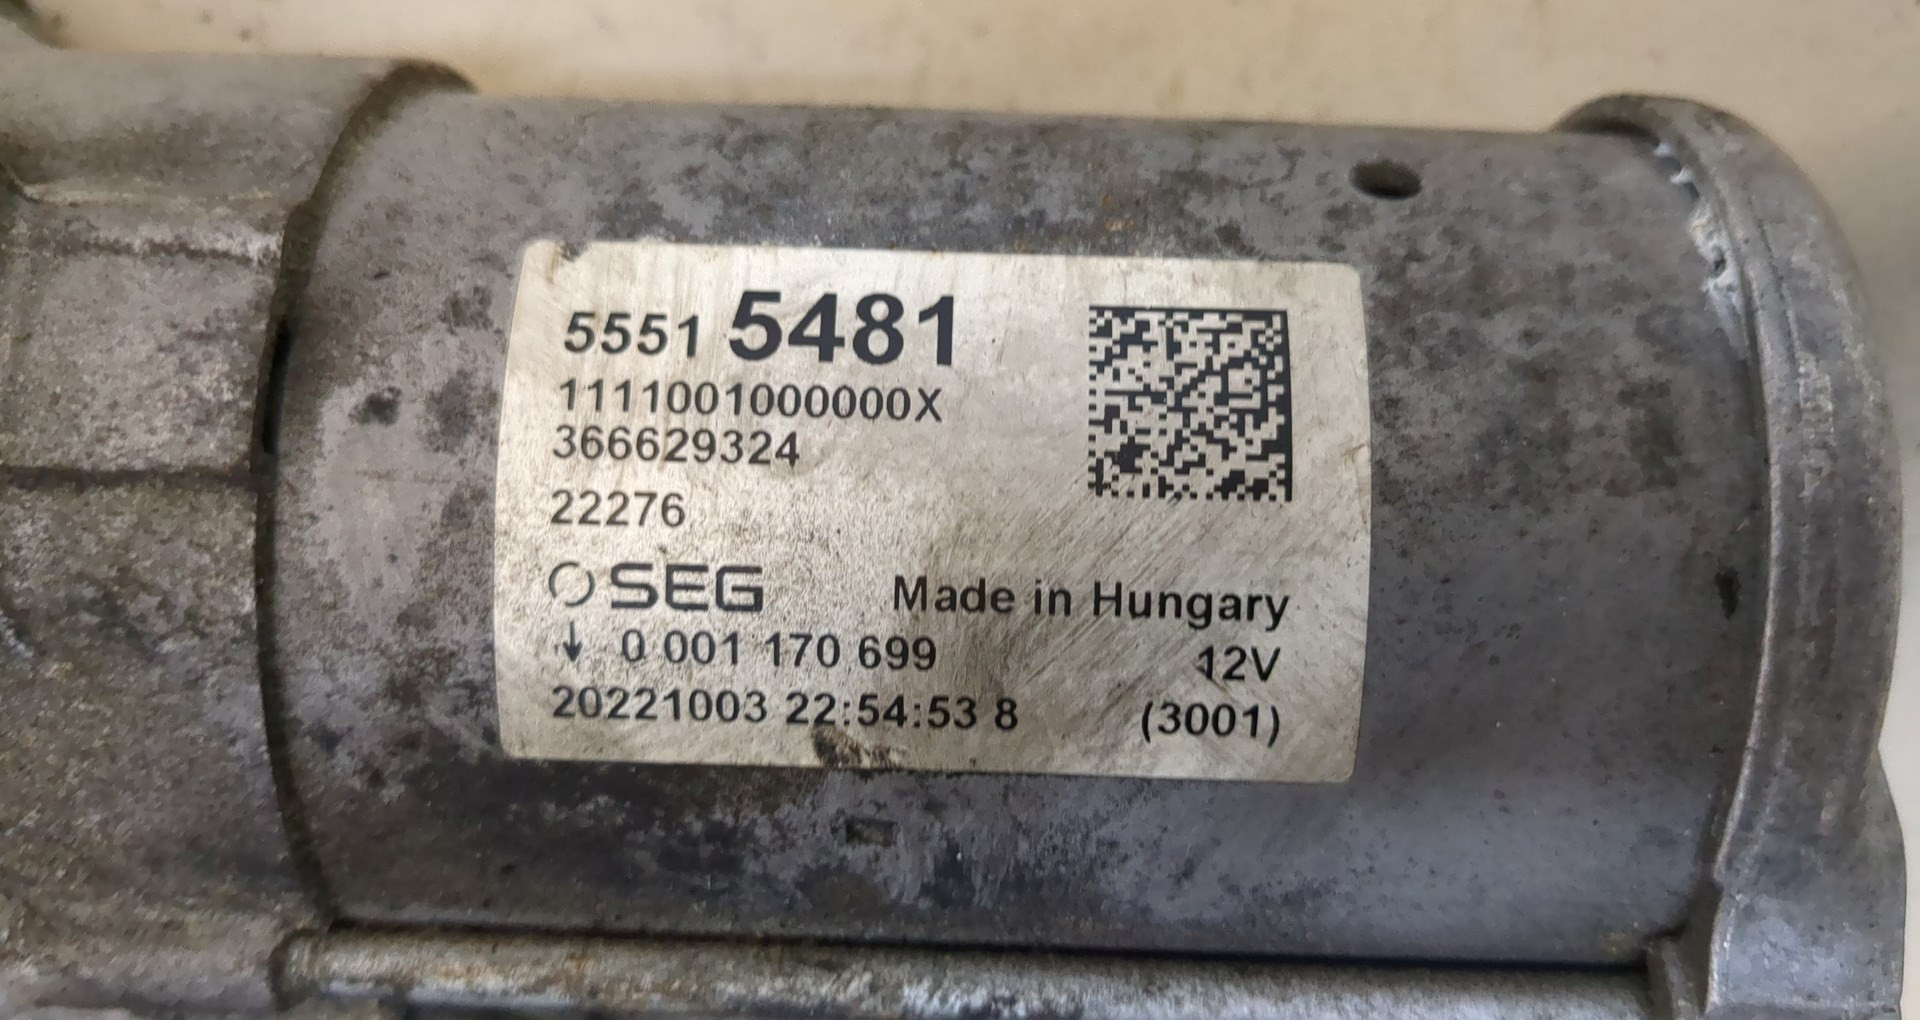 5551 5481
1111001000000X
366629324
22276
SEG Made in Hungary
↓ 0 001 170 699 12V
20221003 22:54:53 8 (3001)